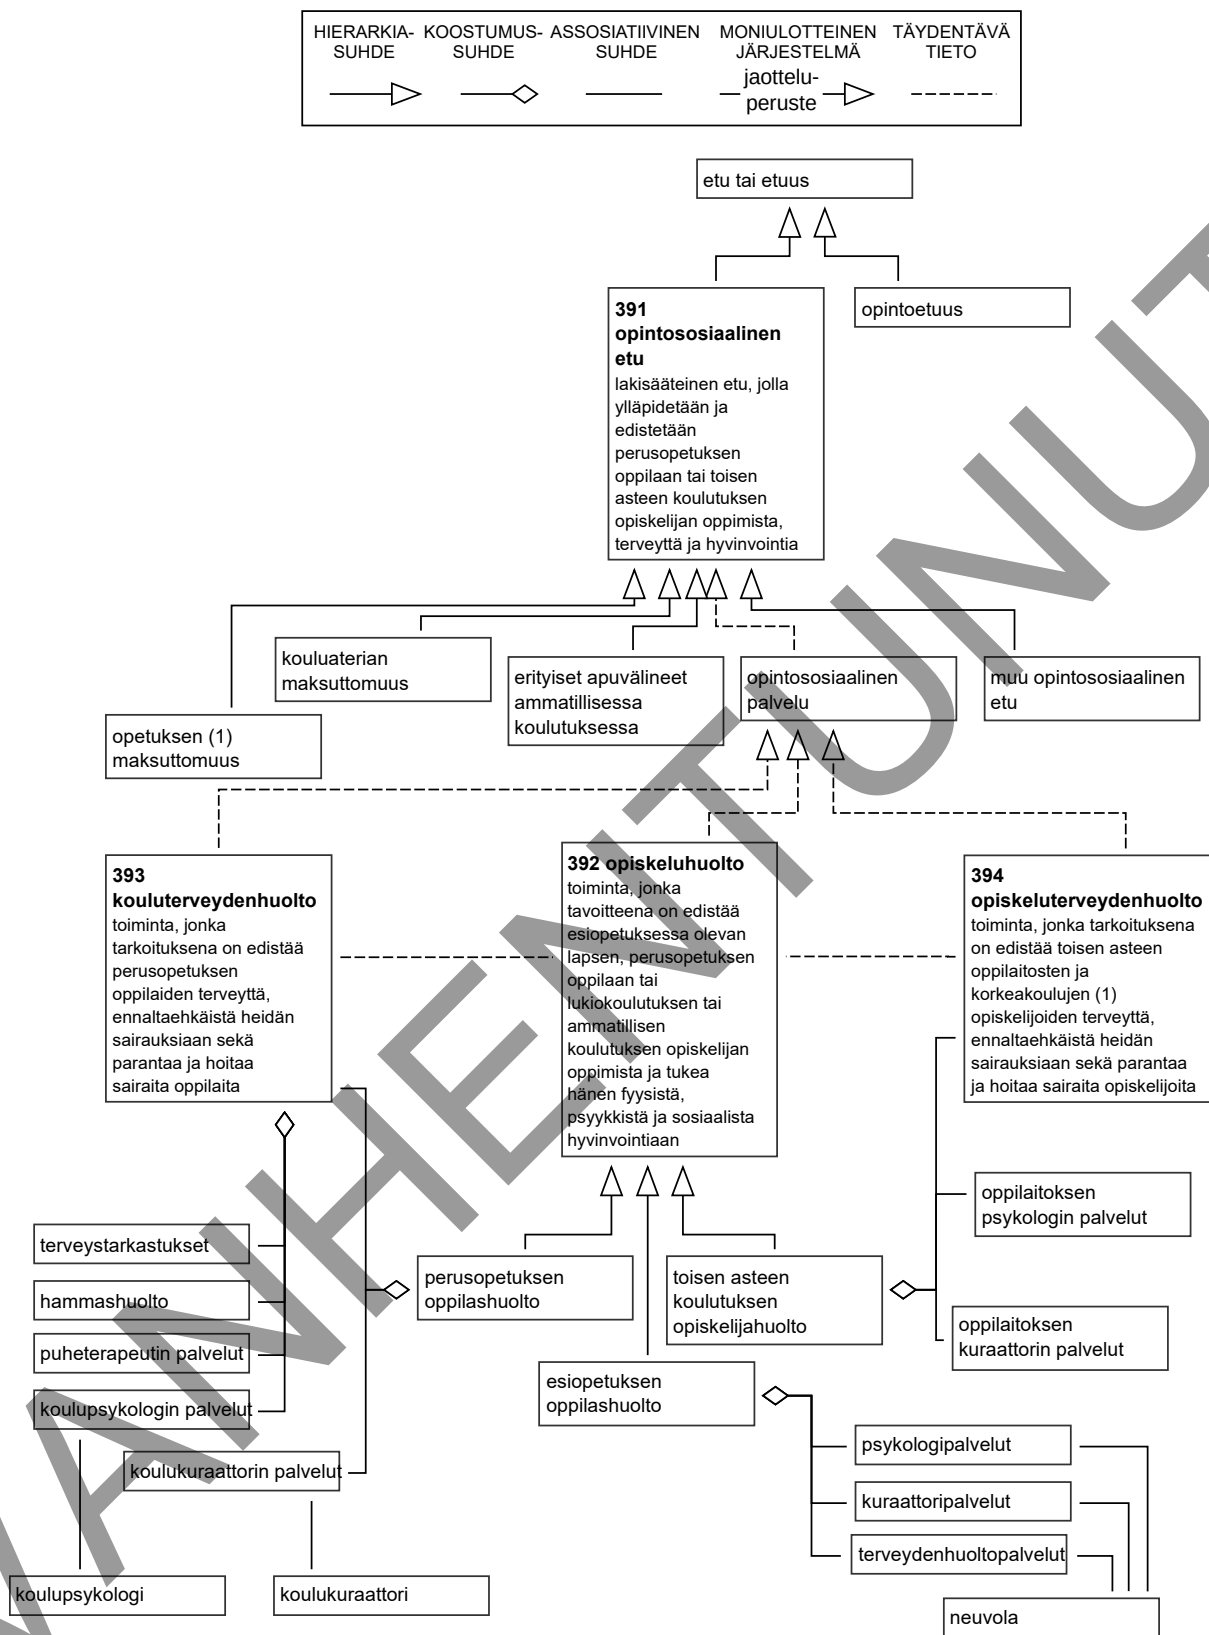 HIERARKIA-
SUHDE
KOOSTUMUS-
SUHDE
ASSOSIATIIVINEN
SUHDE
MONIULOTTEINEN
JÄRJESTELMÄ
jaottelu-
peruste
TÄYDENTÄVÄ
TIETO
etu tai etuus
391
opintososiaalinen
etu
lakisääteinen etu, jolla
ylläpidetään ja
edistetään
perusopetuksen
oppilaan tai toisen
asteen koulutuksen
opiskelijan oppimista,
terveyttä ja hyvinvointia
opintoetuus
opetuksen (1)
maksuttomuus
kouluaterian
maksuttomuus
erityiset apuvälineet
ammatillisessa
koulutuksessa
opintososiaalinen
palvelu
muu opintososiaalinen
etu
393
kouluterveydenhuolto
toiminta, jonka
tarkoituksena on edistää
perusopetuksen
oppilaiden terveyttä,
ennaltaehkäistä heidän
sairauksiaan sekä
parantaa ja hoitaa
sairaita oppilaita
392 opiskeluhuolto
toiminta, jonka
tavoitteena on edistää
esiopetuksessa olevan
lapsen, perusopetuksen
oppilaan tai
lukiokoulutuksen tai
ammatillisen
koulutuksen opiskelijan
oppimista ja tukea
hänen fyysistä,
psyykkistä ja sosiaalista
hyvinvointiaan
394
opiskeluterveydenhuolto
toiminta, jonka tarkoituksena
on edistää toisen asteen
oppilaitosten ja
korkeakoulujen (1)
opiskelijoiden terveyttä,
ennaltaehkäistä heidän
sairauksiaan sekä parantaa
ja hoitaa sairaita opiskelijoita
terveystarkastukset
hammashuolto
puheterapeutin palvelut
koulupsykologin palvelut
koulukuraattorin palvelut
koulupsykologi
koulukuraattori
perusopetuksen
oppilashuolto
toisen asteen
koulutuksen
opiskelijahuolto
esiopetuksen
oppilashuolto
oppilaitoksen
psykologin palvelut
oppilaitoksen
kuraattorin palvelut
psykologipalvelut
kuraattoripalvelut
terveydenhuoltopalvelut
neuvola
VANHENTUNUT